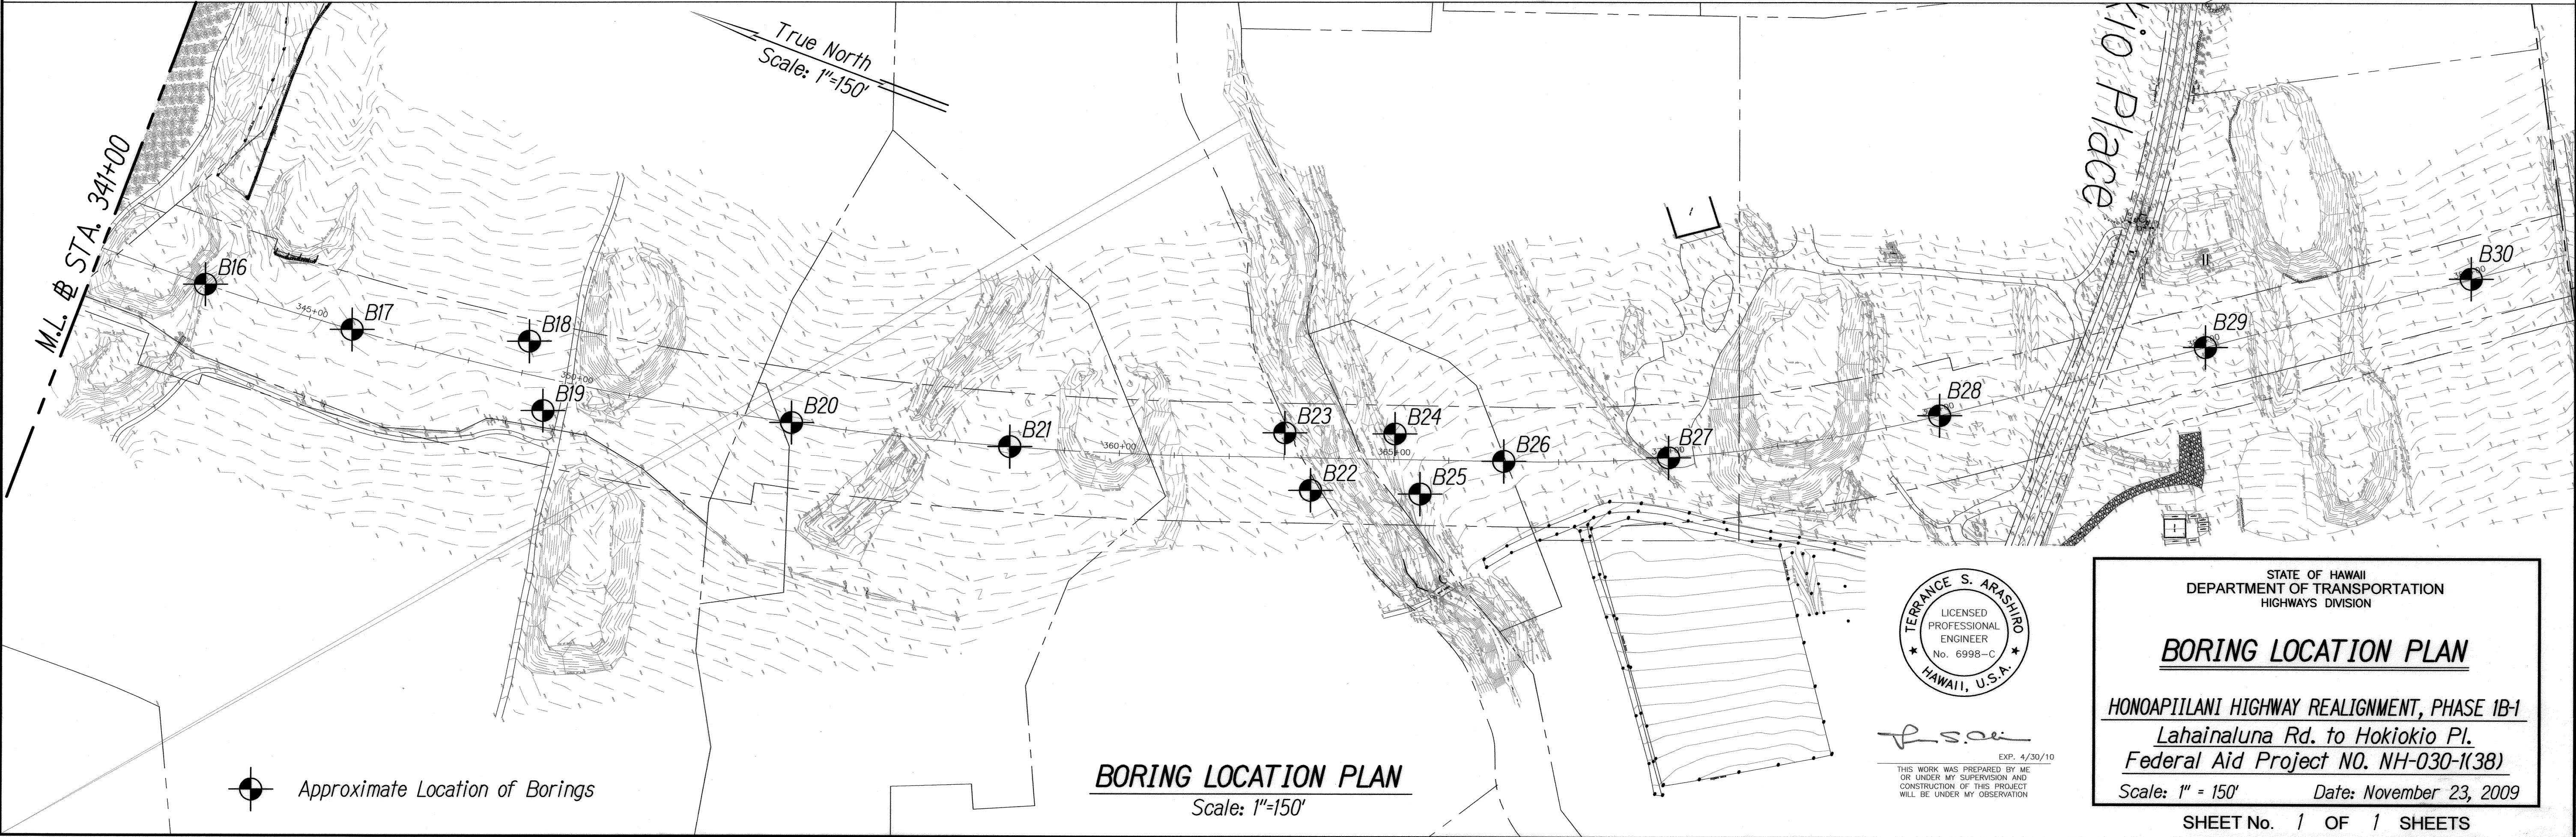 True North
Scale: 1"=150'
kio Place
M.L. B STA. 341+00
B16
345+00
B17
B18
350+00
B19
B20
B21
360+00
B23
B22
B24
365+00
B25
B26
B27
B28
B29
B30
Approximate Location of Borings
BORING LOCATION PLAN
Scale: 1"=150'
TERRANCE S. ARASHIRO
LICENSED
PROFESSIONAL
ENGINEER
No. 6998-C
★ HAWAII, U.S.A. ★
EXP. 4/30/10
THIS WORK WAS PREPARED BY ME
OR UNDER MY SUPERVISION AND
CONSTRUCTION OF THIS PROJECT
WILL BE UNDER MY OBSERVATION
STATE OF HAWAII
DEPARTMENT OF TRANSPORTATION
HIGHWAYS DIVISION
BORING LOCATION PLAN
HONOAPIILANI HIGHWAY REALIGNMENT, PHASE 1B-1
Lahainaluna Rd. to Hokiokio Pl.
Federal Aid Project NO. NH-030-1(38)
Scale: 1" = 150' Date: November 23, 2009
SHEET No. 1 OF 1 SHEETS